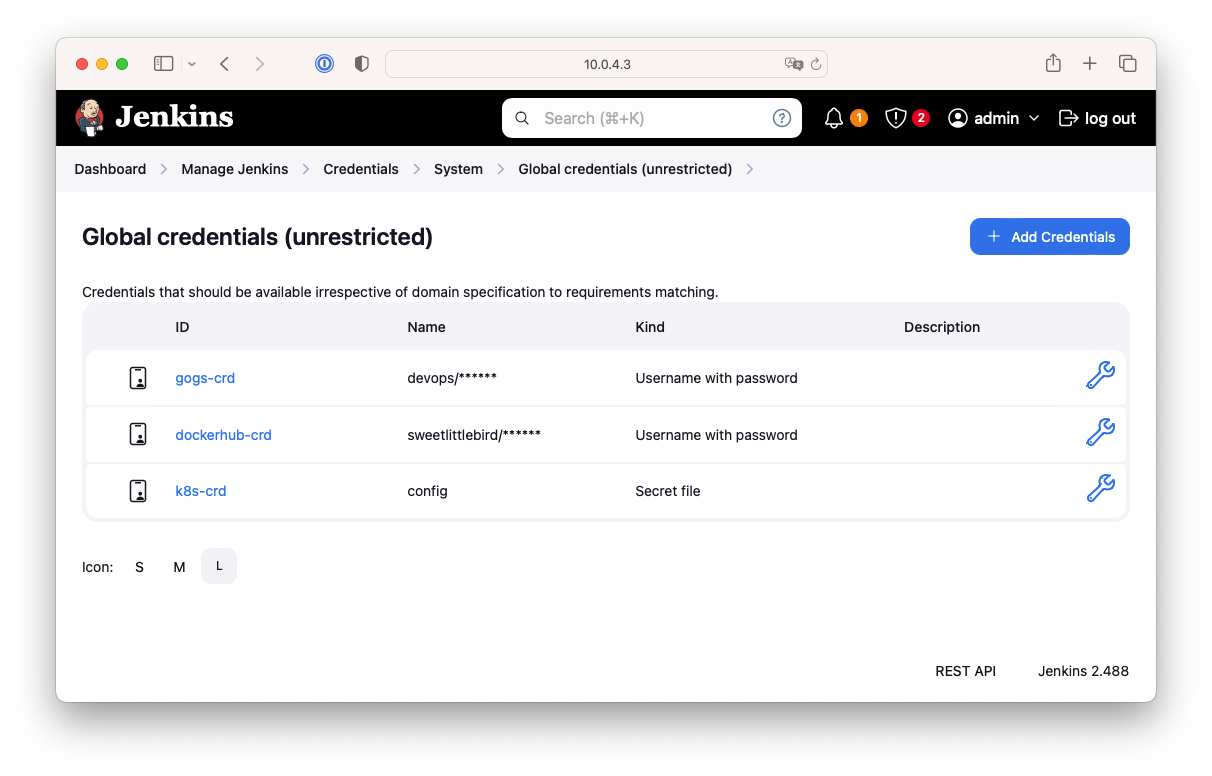 10.0.4.3
Jenkins Search (⌘+K) 1 2 admin log out
Dashboard Manage Jenkins Credentials System Global credentials (unrestricted)
Global credentials (unrestricted) + Add Credentials
Credentials that should be available irrespective of domain specification to requirements matching.
ID Name Kind Description
gogs-crd devops/****** Username with password
dockerhub-crd sweetlittlebird/****** Username with password
k8s-crd config Secret file
Icon: S M L
REST API Jenkins 2.488